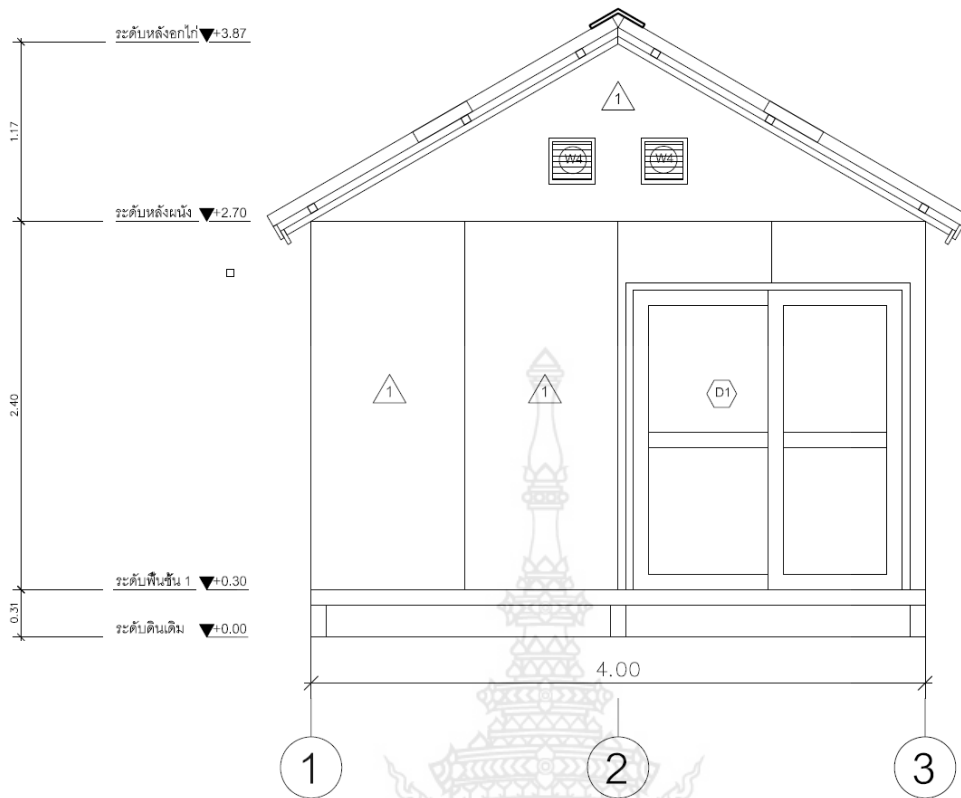 ระดับหลังอกไก่ +3.87
1.17
1
W4 W4
ระดับหลังผนัง +2.70
2.40
1 1 D1
ระดับพื้นชั้น 1 +0.30
0.31
ระดับดินเดิม +0.00
4.00
1 2 3